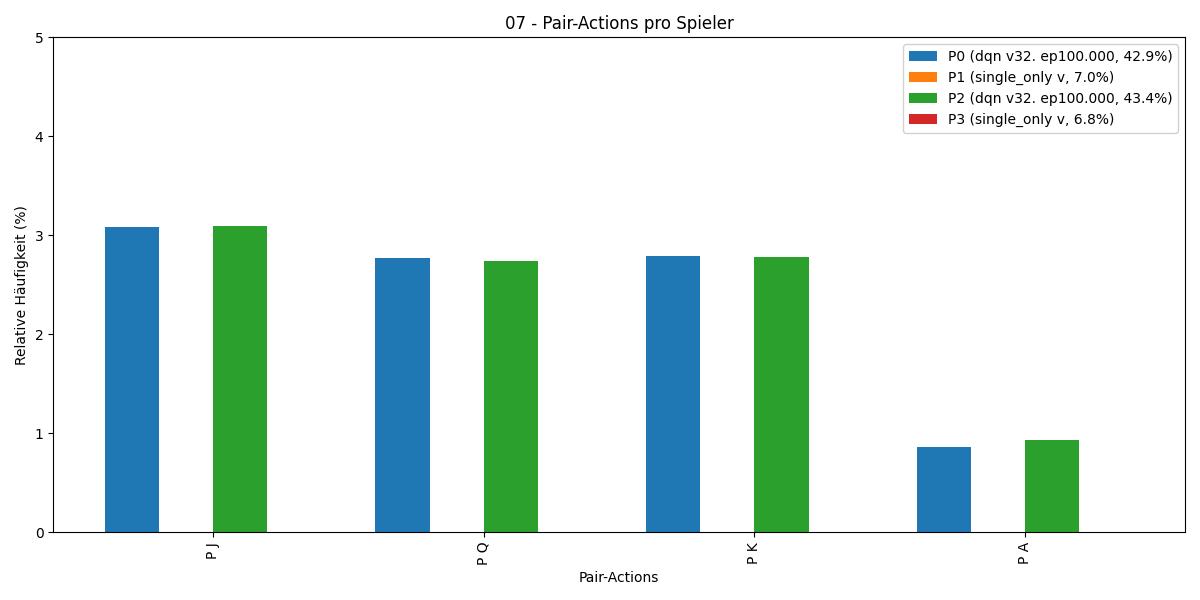 07 - Pair-Actions pro Spieler
P0 (dqn v32. ep100.000, 42.9%)
P1 (single_only v, 7.0%)
P2 (dqn v32. ep100.000, 43.4%)
P3 (single_only v, 6.8%)
Relative Häufigkeit (%)
5
4
3
2
1
0
P J
P Q
P K
P A
Pair-Actions